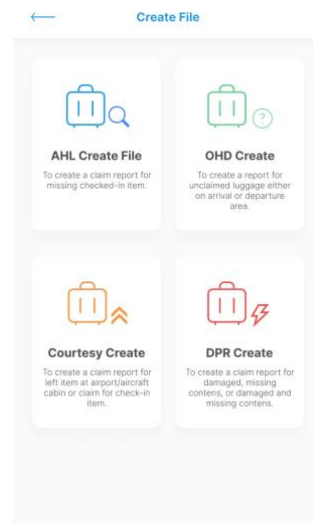 Create File
AHL Create File
To create a claim report for
missing checked-in item.
OHD Create
To create a report for
unclaimed luggage either
on arrival or departure
area.
Courtesy Create
To create a claim report for
left item at airport/aircraft
cabin or claim for check-in
item.
DPR Create
To create a claim report for
damaged, missing
contens, or damaged and
missing contens.